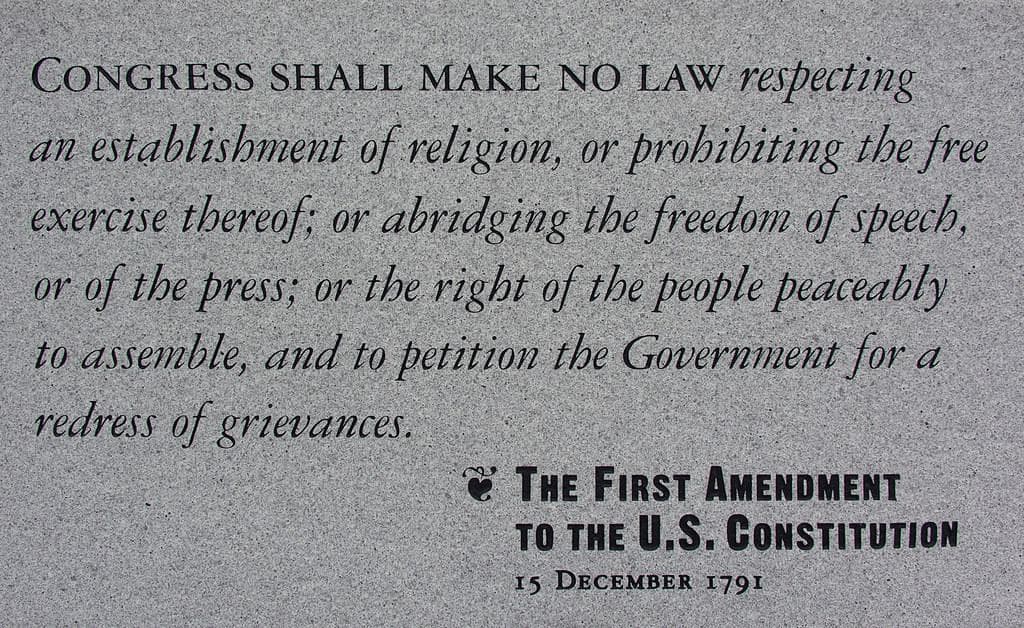 CONGRESS SHALL MAKE NO LAW respecting
an establishment of religion, or prohibiting the free
exercise thereof; or abridging the freedom of speech,
or of the press; or the right of the people peaceably
to assemble, and to petition the Government for a
redress of grievances.
❦ THE FIRST AMENDMENT
TO THE U.S. CONSTITUTION
15 DECEMBER 1791